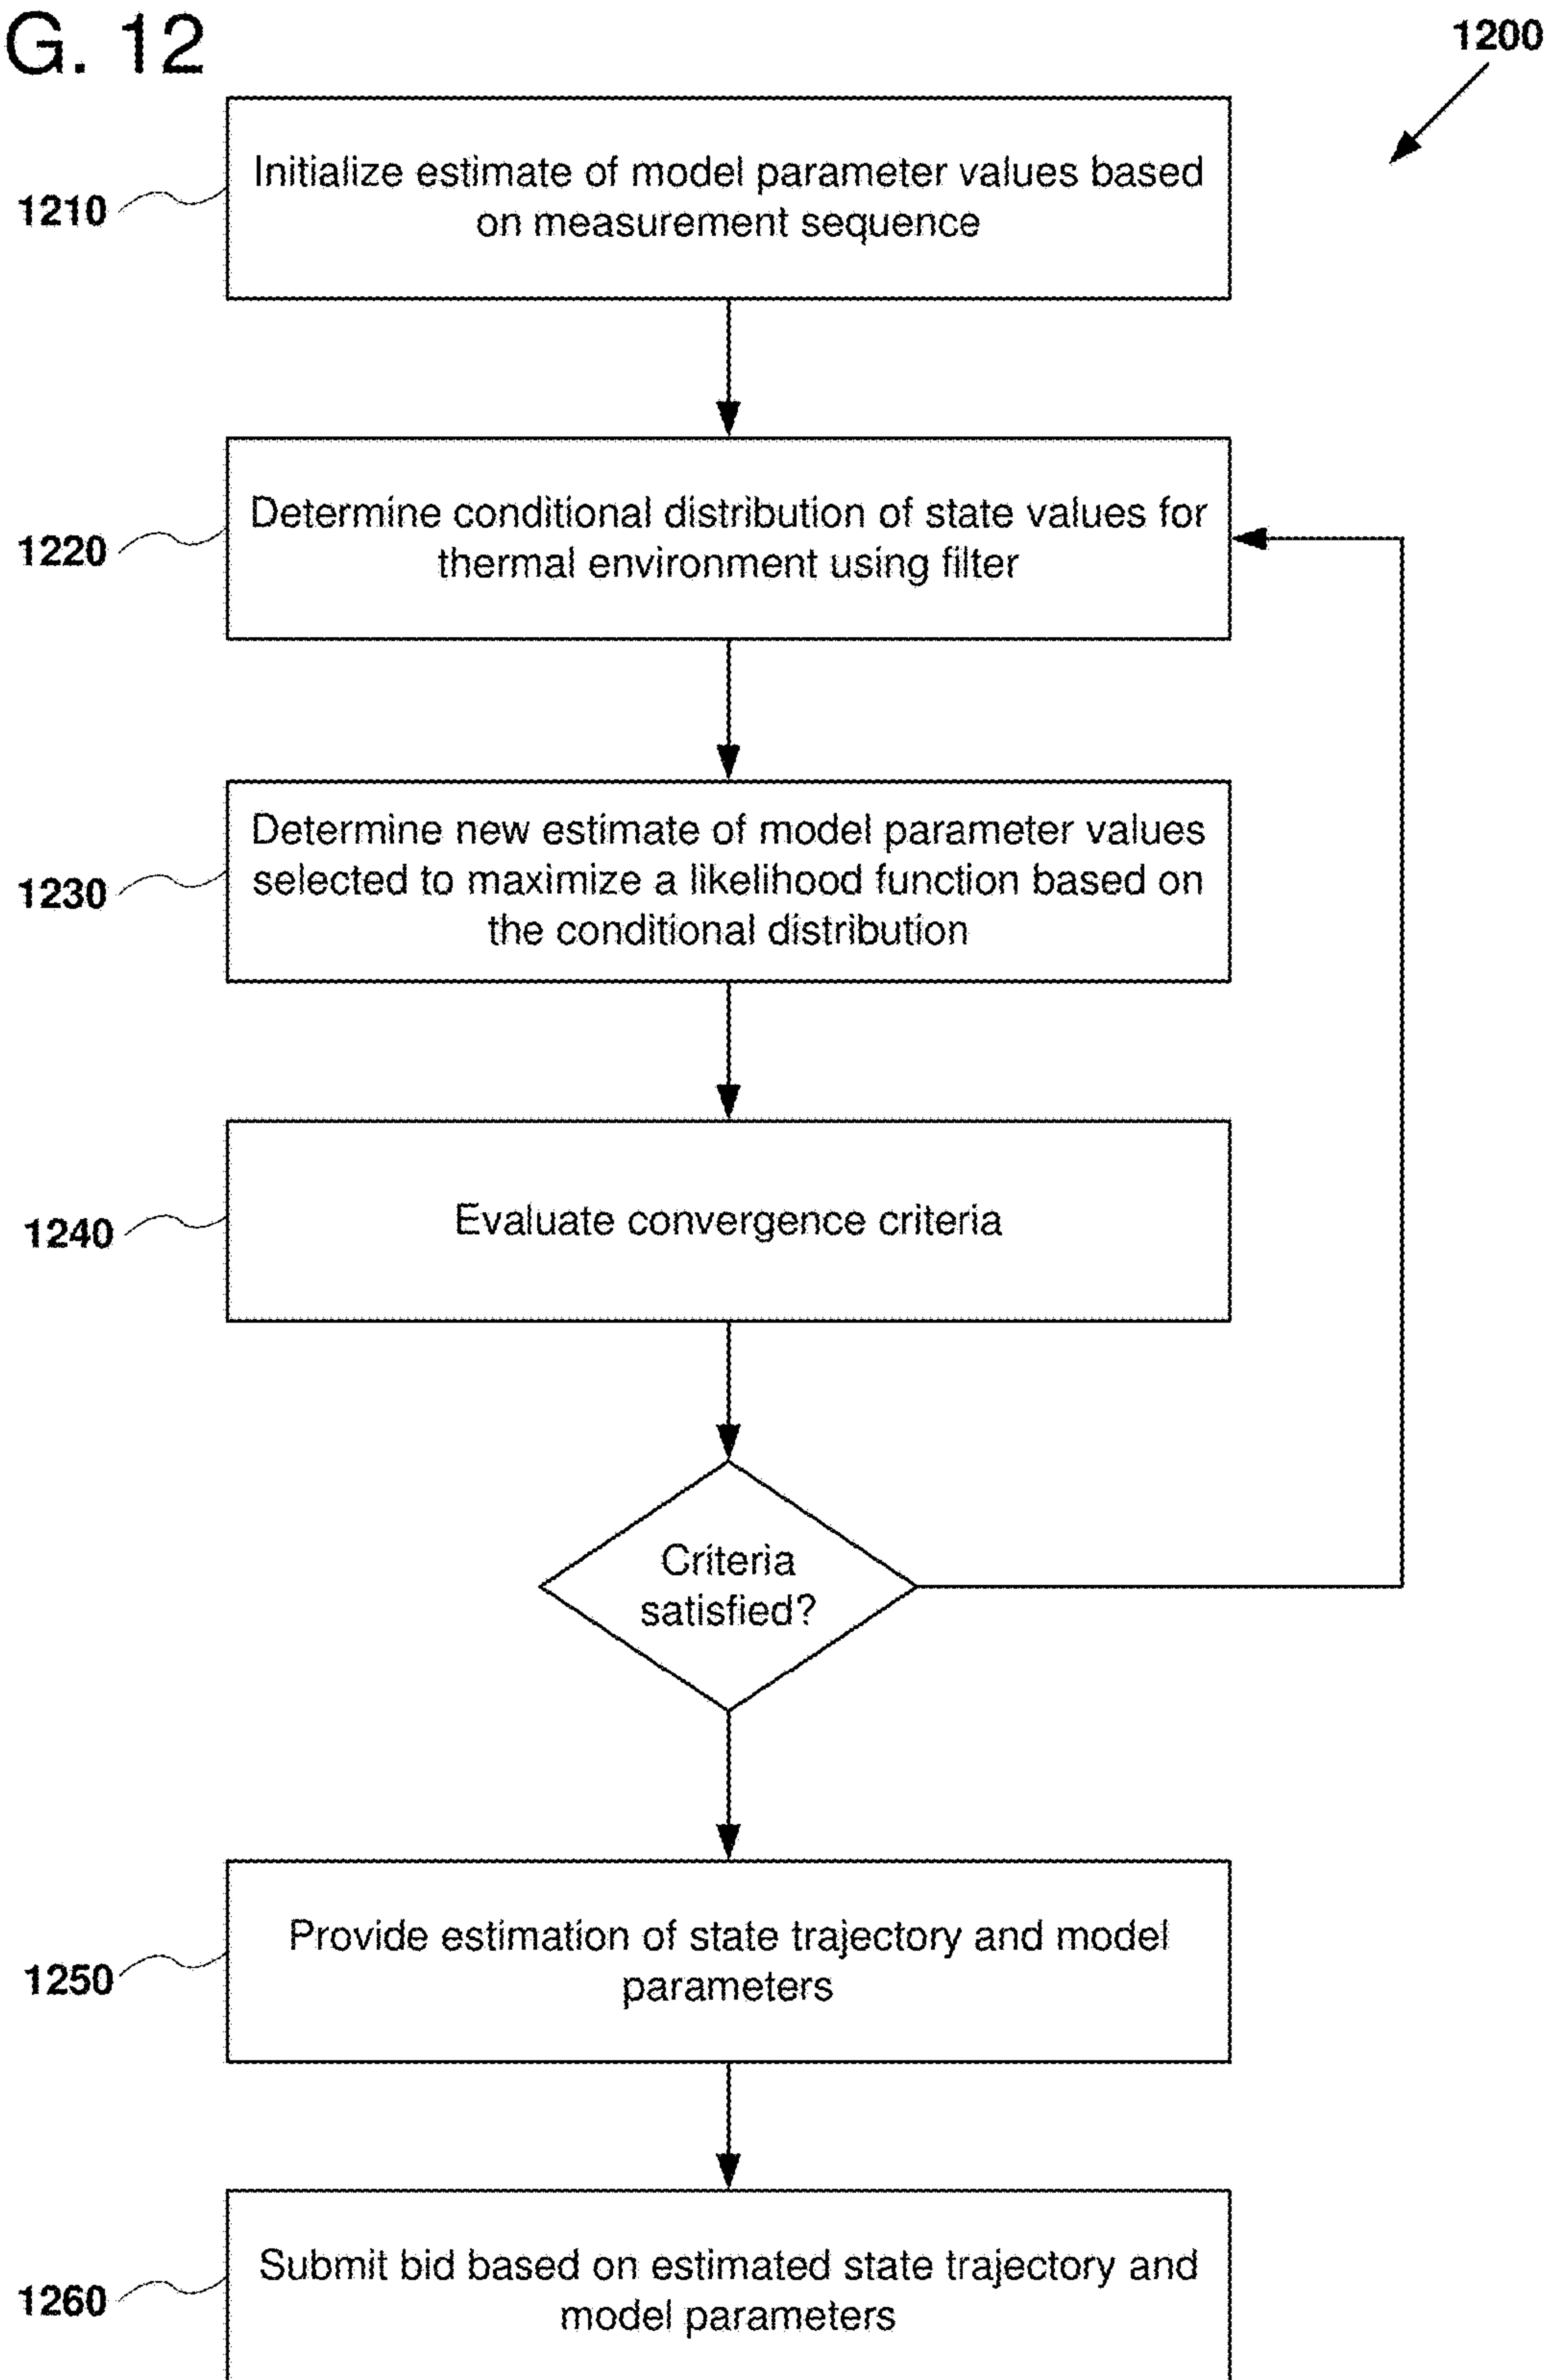 G. 12
1200
Initialize estimate of model parameter values based
on measurement sequence
1210
Determine conditional distribution of state values for
thermal environment using filter
1220
Determine new estimate of model parameter values
selected to maximize a likelihood function based on
the conditional distribution
1230
Evaluate convergence criteria
1240
Criteria
satisfied?
Provide estimation of state trajectory and model
parameters
1250
Submit bid based on estimated state trajectory and
model parameters
1260